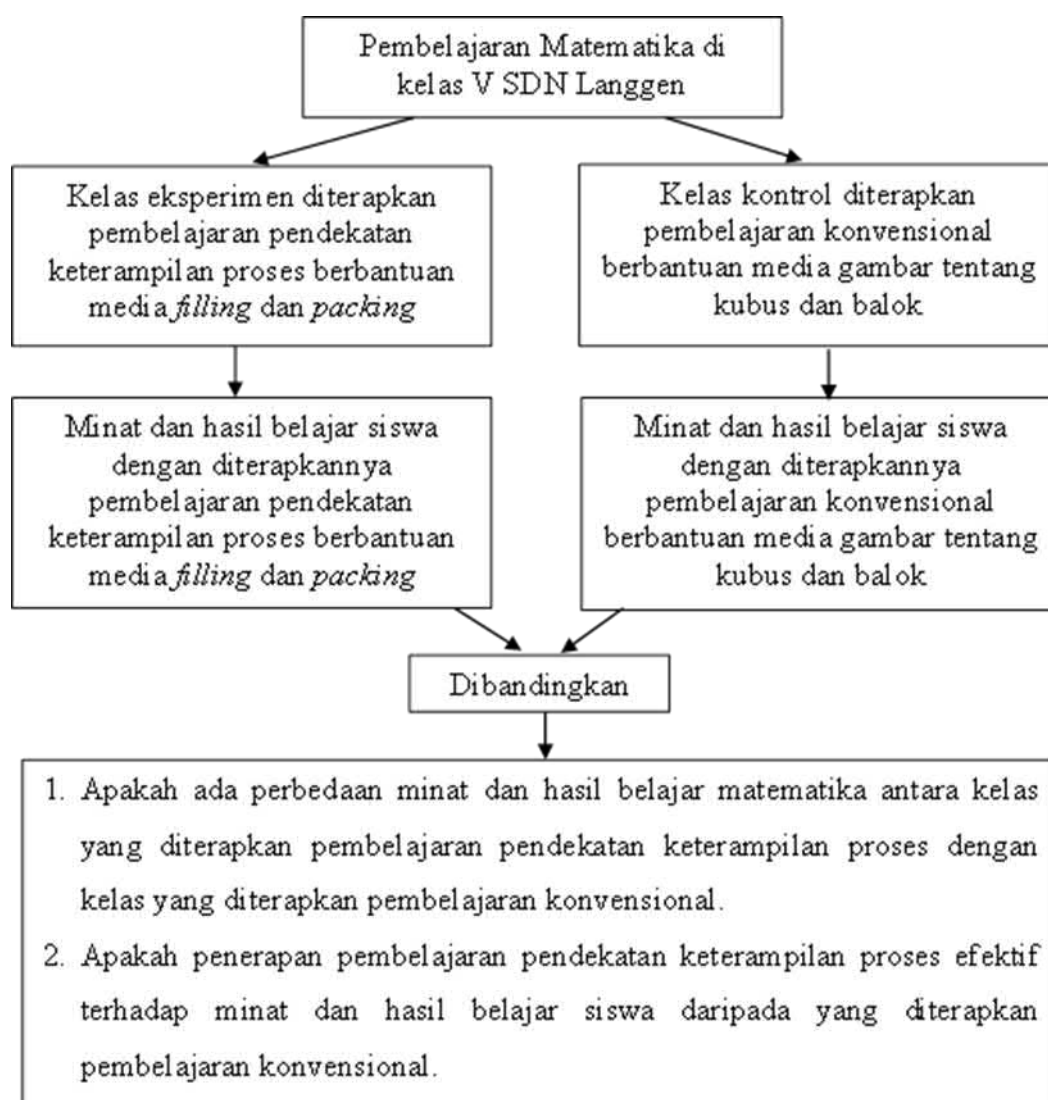 Pembelajaran Matematika di
kelas V SDN Langgen
Kelas eksperimen diterapkan
pembelajaran pendekatan
keterampilan proses berbantuan
media filling dan packing
Kelas kontrol diterapkan
pembelajaran konvensional
berbantuan media gambar tentang
kubus dan balok
Minat dan hasil belajar siswa
dengan diterapkannya
pembelajaran pendekatan
keterampilan proses berbantuan
media filling dan packing
Minat dan hasil belajar siswa
dengan diterapkannya
pembelajaran konvensional
berbantuan media gambar tentang
kubus dan balok
Dibandingkan
1. Apakah ada perbedaan minat dan hasil belajar matematika antara kelas
yang diterapkan pembelajaran pendekatan keterampilan proses dengan
kelas yang diterapkan pembelajaran konvensional.
2. Apakah penerapan pembelajaran pendekatan keterampilan proses efektif
terhadap minat dan hasil belajar siswa daripada yang diterapkan
pembelajaran konvensional.